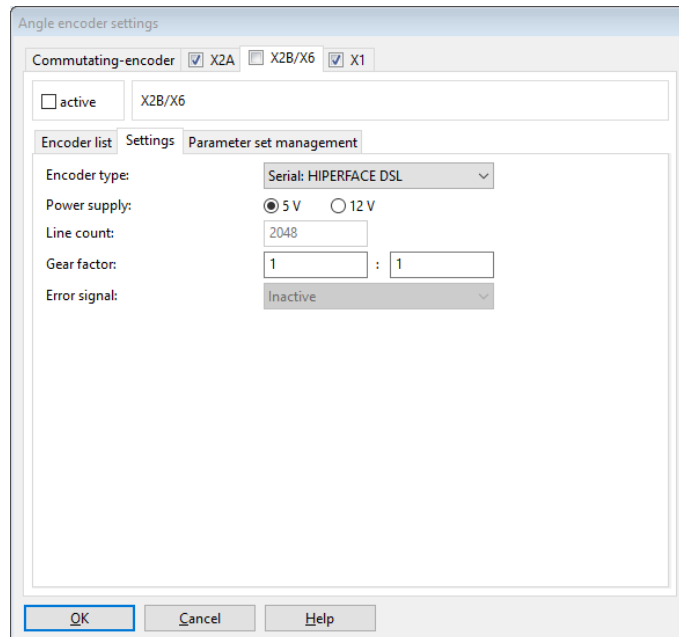 Angle encoder settings
Commutating-encoder X2A X2B/X6 X1
active X2B/X6
Encoder list Settings Parameter set management
Encoder type: Serial: HIPERFACE DSL
Power supply: 5 V 12 V
Line count: 2048
Gear factor: 1 : 1
Error signal: Inactive
OK Cancel Help